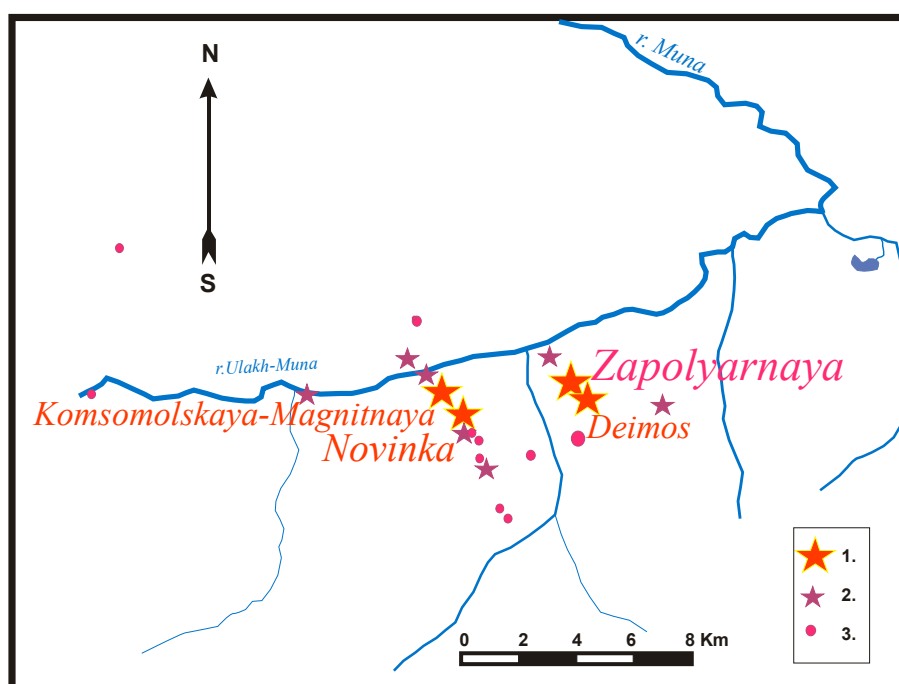 N
r. Muna
S
r.Ulakh-Muna
Zapolyarnaya
Komsomolskaya-Magnitnaya
Deimos
Novinka
1.
2.
3.
0 2 4 6 8 Km